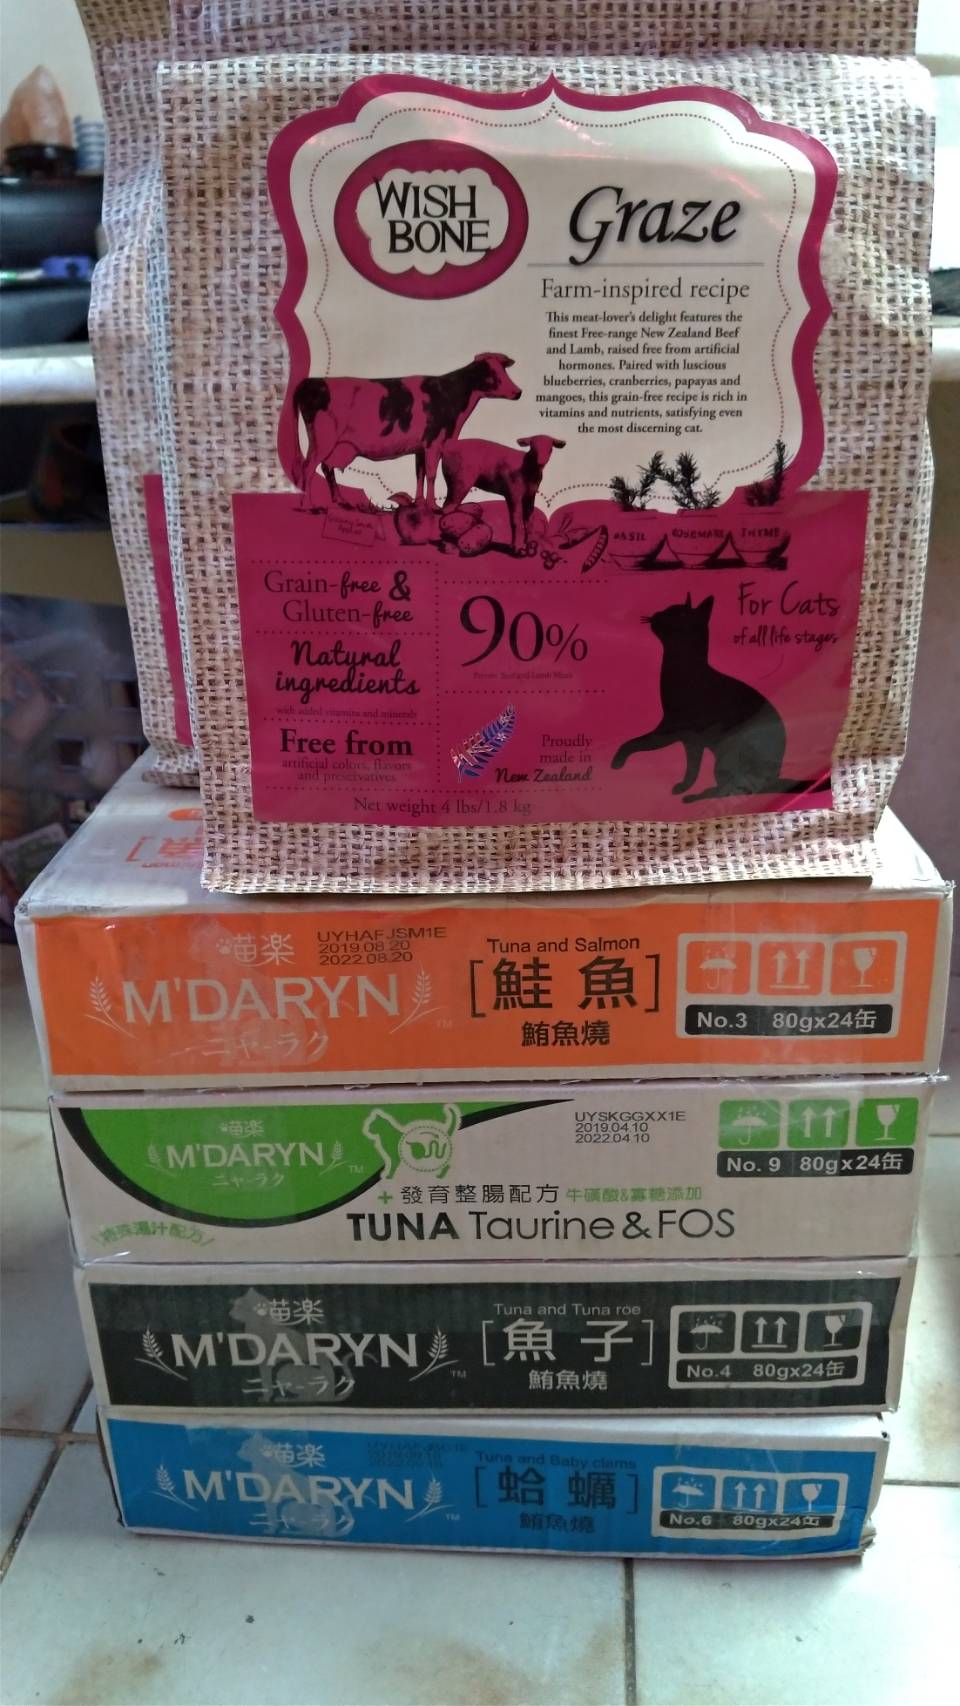 WISH
BONE
Graze
Farm-inspired recipe
This meat-lover's delight features the
finest Free-range New Zealand Beef
and Lamb, raised free from artificial
hormones. Paired with luscious
blueberries, cranberries, papayas and
mangoes, this grain-free recipe is rich in
vitamins and nutrients, satisfying even
the most discerning cat.
BASIL ROSEMARY THYME
Grain-free &
Gluten-free
Natural
ingredients
with added vitamins and minerals
Free from
artificial colors, flavors
and preservatives
90%
Proudly
made in
New Zealand
For Cats
of all life stages
Net weight 4 lbs/1.8 kg
喵楽
M'DARYN
TM
ニャーラク
UYHAFJSM1E
2019.08.20
2022.08.20
Tuna and Salmon
[鮭魚]
鮪魚燒
No.3 80gx24缶
喵楽
M'DARYN
TM
ニャーラク
特殊湯汁配方
UYSKGGXX1E
2019.04.10
2022.04.10
No. 9 80gx24缶
+ 發育整腸配方 牛磺酸&寡糖添加
TUNA Taurine & FOS
喵楽
M'DARYN
TM
ニャーラク
Tuna and Tuna roe
[魚子]
鮪魚燒
No.4 80gx24缶
喵楽
M'DARYN
TM
ニャーラク
Tuna and Baby clams
[蛤蠣]
鮪魚燒
No.6 80gx24缶